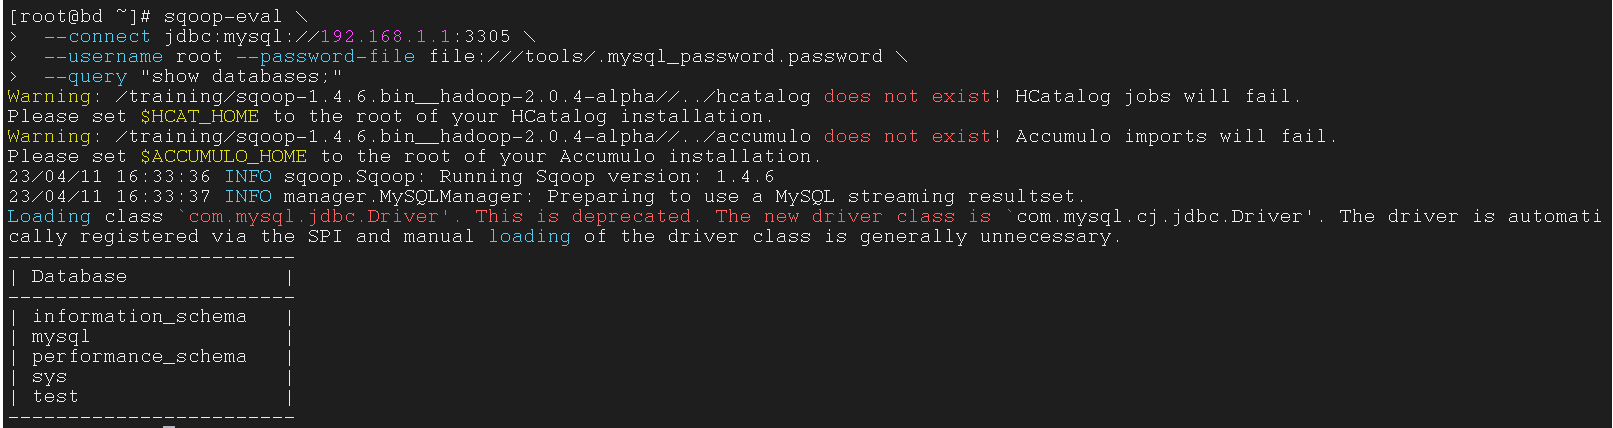 [root@bd ~]# sqoop-eval \
>  --connect jdbc:mysql://192.168.1.1:3305 \
>  --username root --password-file file:///tools/.mysql_password.password \
>  --query "show databases;"
Warning: /training/sqoop-1.4.6.bin__hadoop-2.0.4-alpha//../hcatalog does not exist! HCatalog jobs will fail.
Please set $HCAT_HOME to the root of your HCatalog installation.
Warning: /training/sqoop-1.4.6.bin__hadoop-2.0.4-alpha//../accumulo does not exist! Accumulo imports will fail.
Please set $ACCUMULO_HOME to the root of your Accumulo installation.
23/04/11 16:33:36 INFO sqoop.Sqoop: Running Sqoop version: 1.4.6
23/04/11 16:33:37 INFO manager.MySQLManager: Preparing to use a MySQL streaming resultset.
Loading class `com.mysql.jdbc.Driver'. This is deprecated. The new driver class is `com.mysql.cj.jdbc.Driver'. The driver is automati
cally registered via the SPI and manual loading of the driver class is generally unnecessary.
------------------------
| Database             |
------------------------
| information_schema   |
| mysql                |
| performance_schema   |
| sys                  |
| test                 |
------------------------